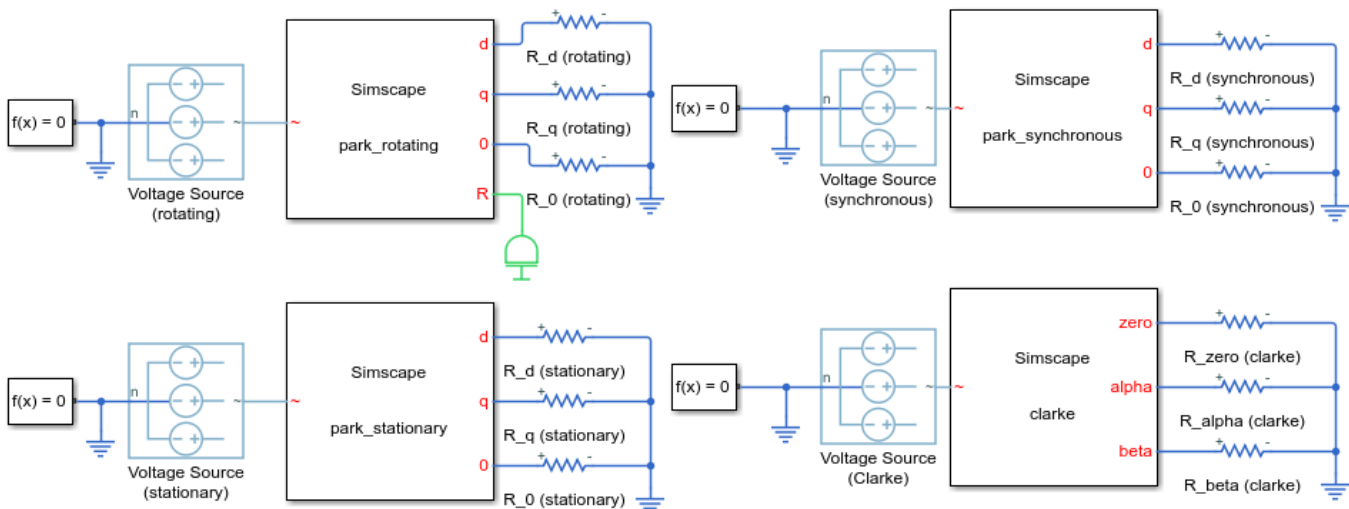 + -
d
R_d (rotating)
Simscape
q
+ -
f(x) = 0
n
~
~
park_rotating
R_q (rotating)
0
+ -
Voltage Source
(rotating)
R
R_0 (rotating)
+ -
d
R_d (synchronous)
Simscape
q
+ -
f(x) = 0
n
~
~
park_synchronous
R_q (synchronous)
0
+ -
Voltage Source
(synchronous)
R_0 (synchronous)
+ -
d
R_d (stationary)
Simscape
q
+ -
f(x) = 0
n
~
~
park_stationary
R_q (stationary)
0
+ -
Voltage Source
(stationary)
R_0 (stationary)
zero
+ -
R_zero (clarke)
Simscape
alpha
+ -
f(x) = 0
n
~
~
clarke
R_alpha (clarke)
beta
+ -
Voltage Source
(Clarke)
R_beta (clarke)